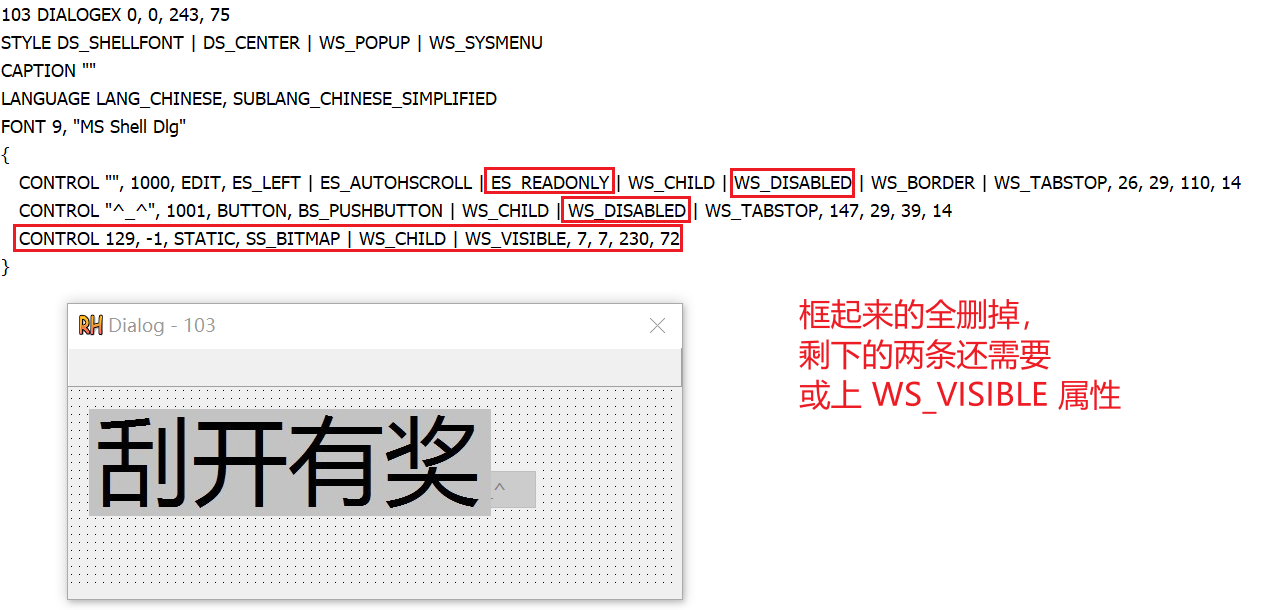 103 DIALOGEX 0, 0, 243, 75
STYLE DS_SHELLFONT | DS_CENTER | WS_POPUP | WS_SYSMENU
CAPTION ""
LANGUAGE LANG_CHINESE, SUBLANG_CHINESE_SIMPLIFIED
FONT 9, "MS Shell Dlg"
{
CONTROL "", 1000, EDIT, ES_LEFT | ES_AUTOHSCROLL | ES_READONLY | WS_CHILD | WS_DISABLED | WS_BORDER | WS_TABSTOP, 26, 29, 110, 14
CONTROL "^_^", 1001, BUTTON, BS_PUSHBUTTON | WS_CHILD | WS_DISABLED | WS_TABSTOP, 147, 29, 39, 14
CONTROL 129, -1, STATIC, SS_BITMAP | WS_CHILD | WS_VISIBLE, 7, 7, 230, 72
}
RH Dialog - 103
刮开有奖
_^
框起来的全删掉，
剩下的两条还需要
或上 WS_VISIBLE 属性